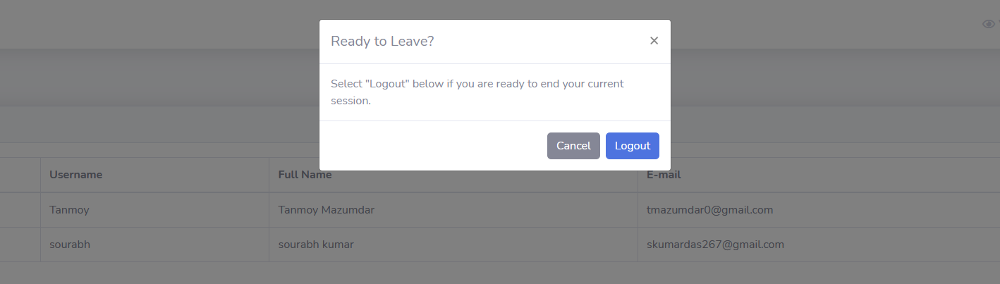 Ready to Leave?
×
Select "Logout" below if you are ready to end your current
session.
Cancel Logout
Username Full Name E-mail
Tanmoy Tanmoy Mazumdar tmazumdar0@gmail.com
sourabh sourabh kumar skumardas267@gmail.com